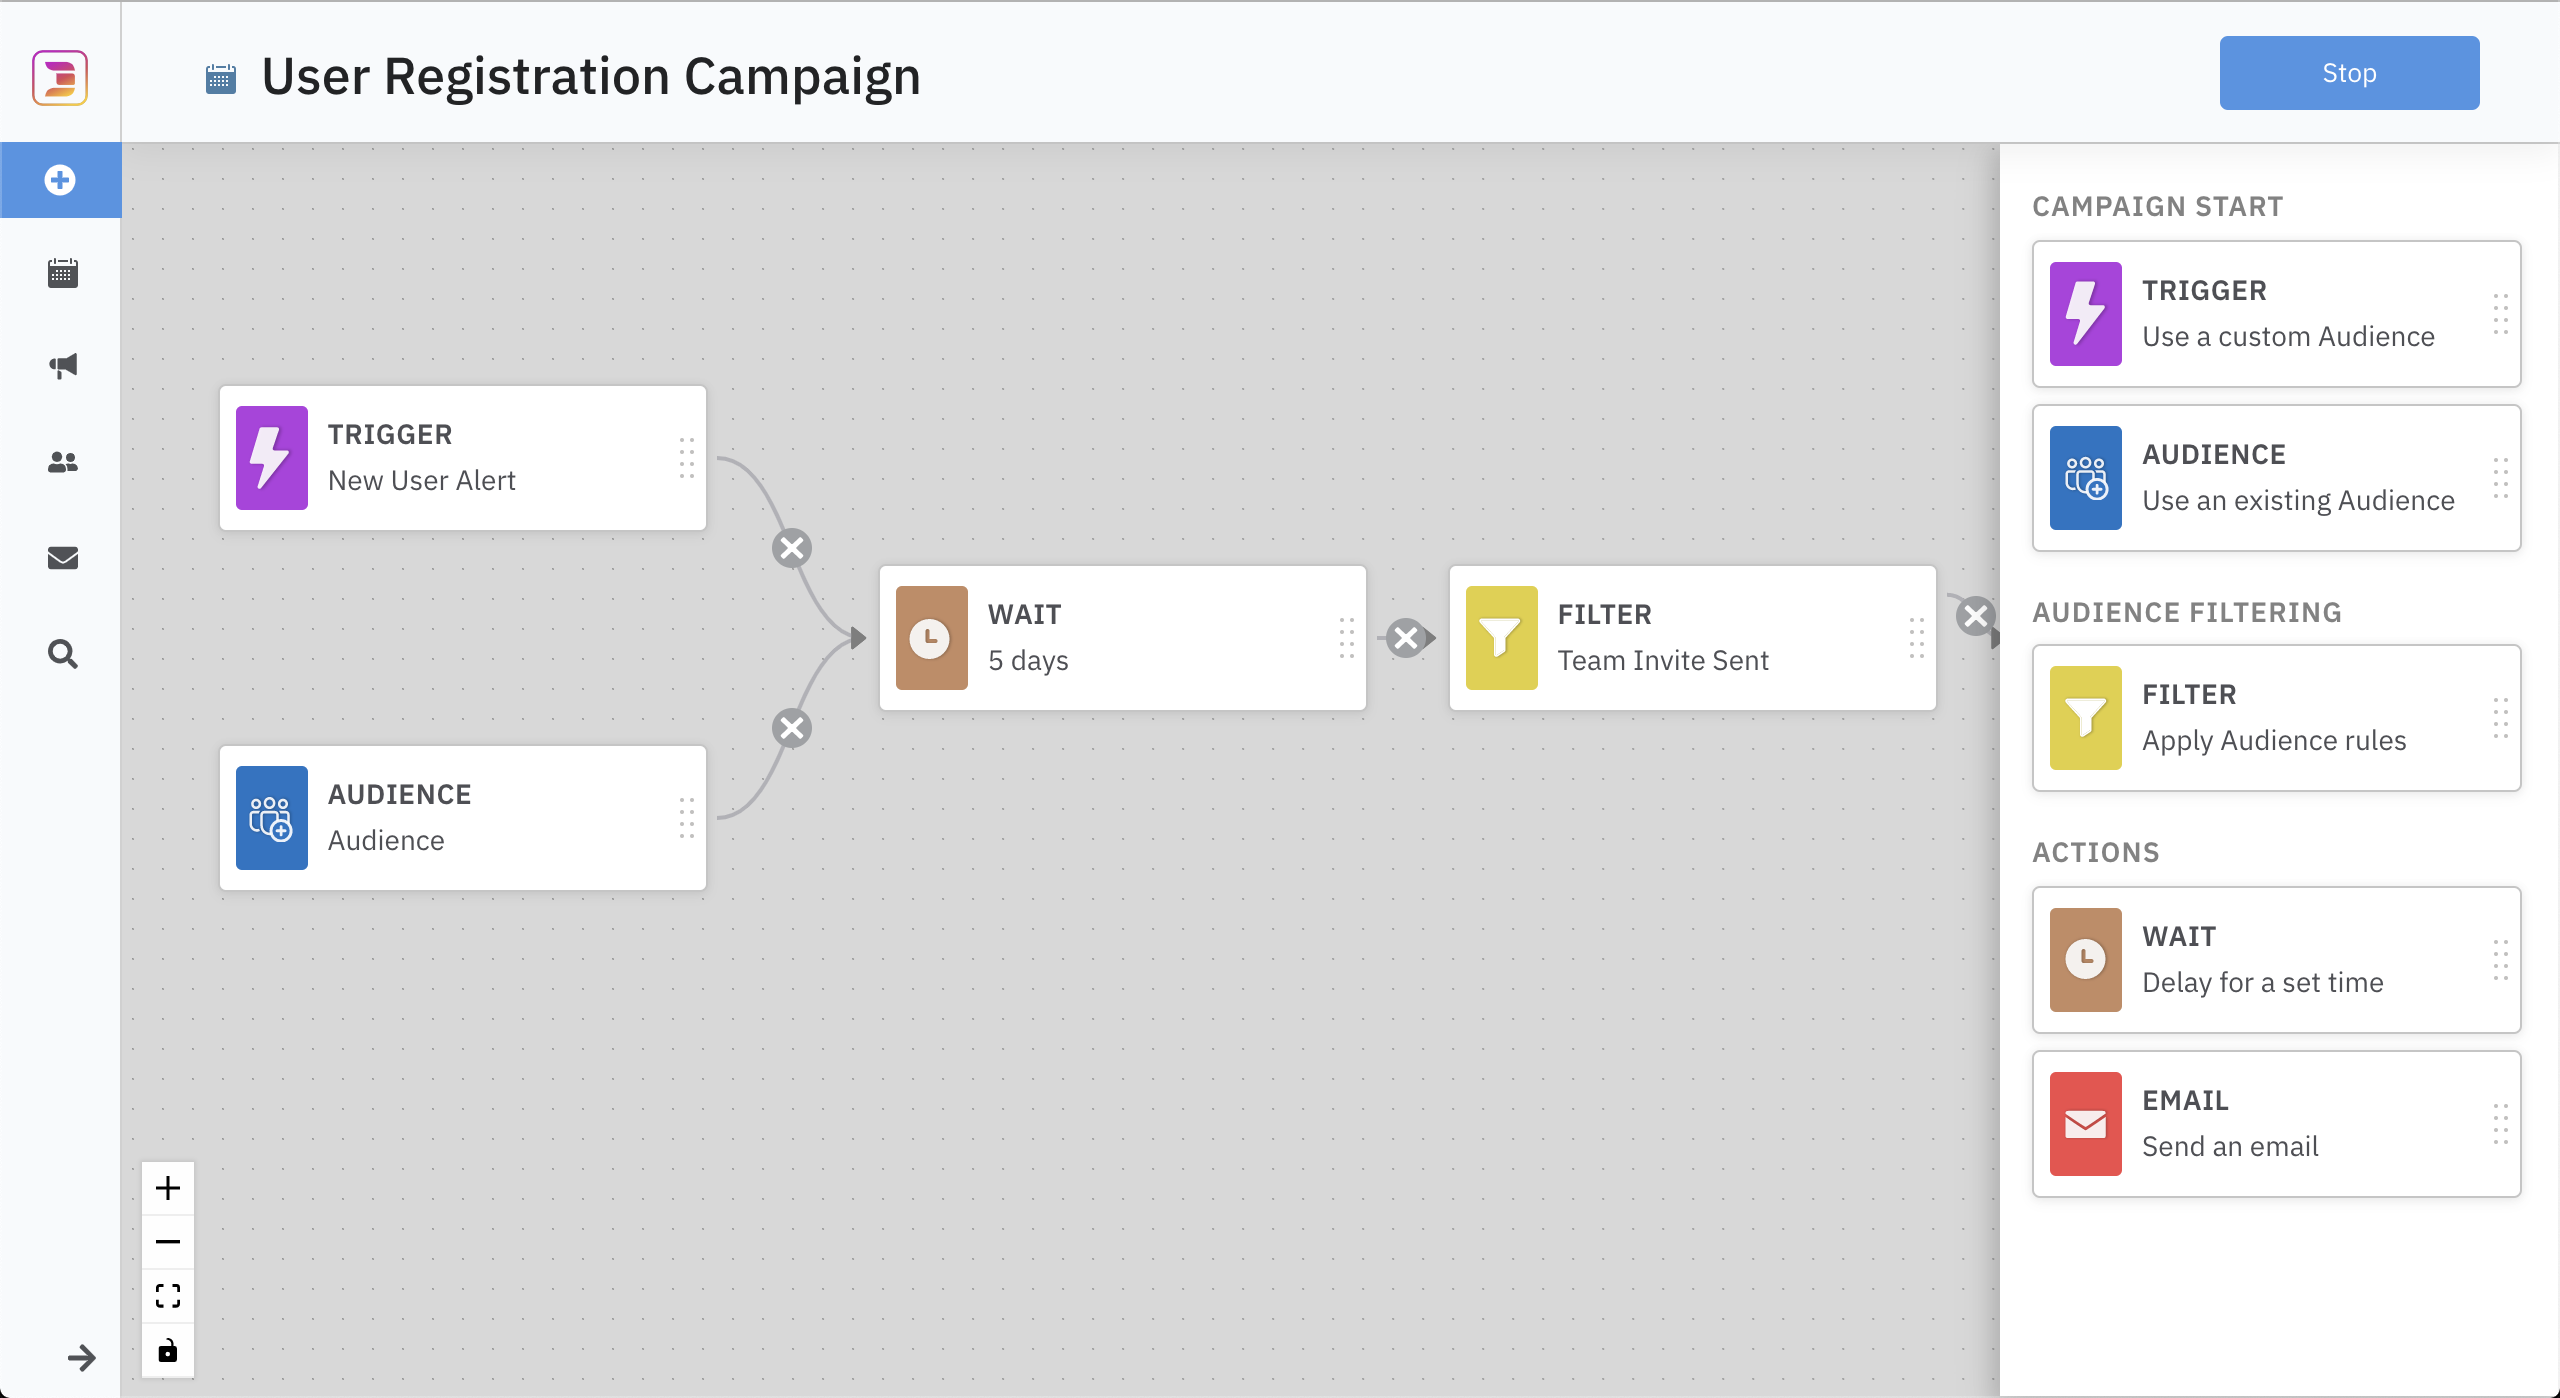 User Registration Campaign
Stop
TRIGGER
New User Alert
AUDIENCE
Audience
WAIT
5 days
FILTER
Team Invite Sent
CAMPAIGN START
TRIGGER
Use a custom Audience
AUDIENCE
Use an existing Audience
AUDIENCE FILTERING
FILTER
Apply Audience rules
ACTIONS
WAIT
Delay for a set time
EMAIL
Send an email